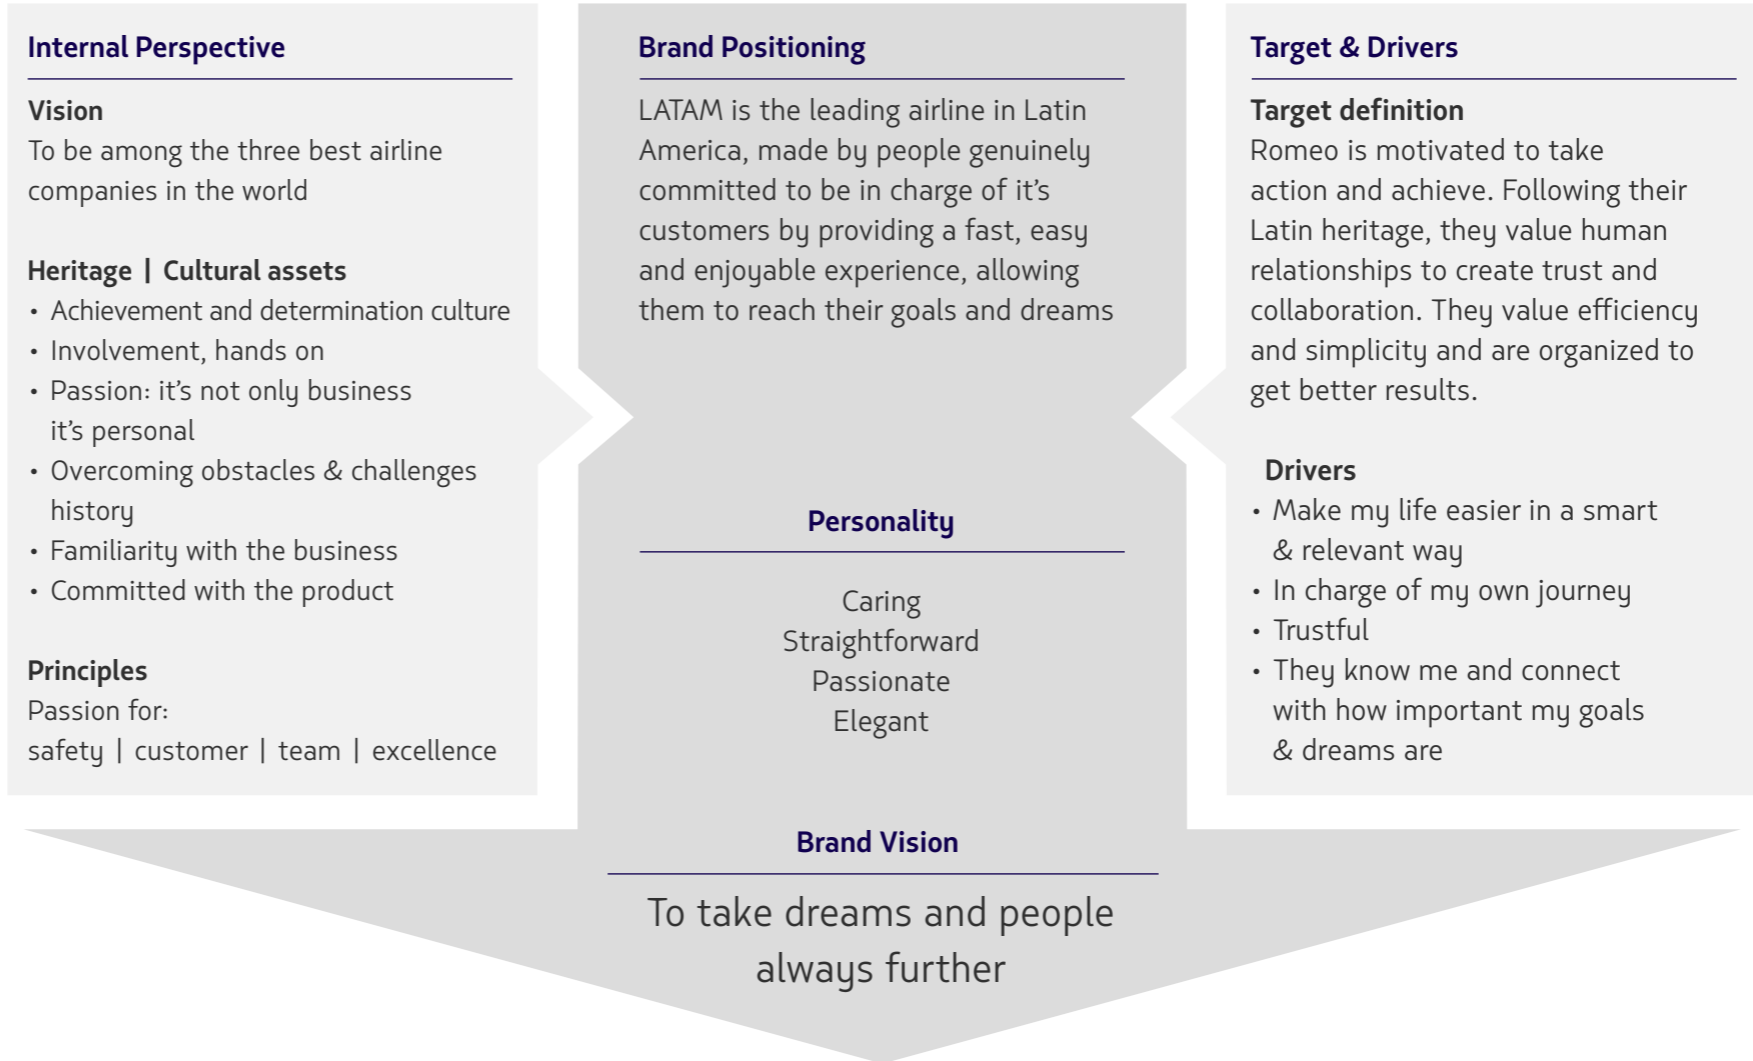 Internal Perspective
Vision
To be among the three best airline
companies in the world
Heritage | Cultural assets
• Achievement and determination culture
• Involvement, hands on
• Passion: it's not only business
it's personal
• Overcoming obstacles & challenges
history
• Familiarity with the business
• Committed with the product
Principles
Passion for:
safety | customer | team | excellence
Brand Positioning
LATAM is the leading airline in Latin
America, made by people genuinely
committed to be in charge of it's
customers by providing a fast, easy
and enjoyable experience, allowing
them to reach their goals and dreams
Personality
Caring
Straightforward
Passionate
Elegant
Target & Drivers
Target definition
Romeo is motivated to take
action and achieve. Following their
Latin heritage, they value human
relationships to create trust and
collaboration. They value efficiency
and simplicity and are organized to
get better results.
Drivers
• Make my life easier in a smart
& relevant way
• In charge of my own journey
• Trustful
• They know me and connect
with how important my goals
& dreams are
Brand Vision
To take dreams and people
always further